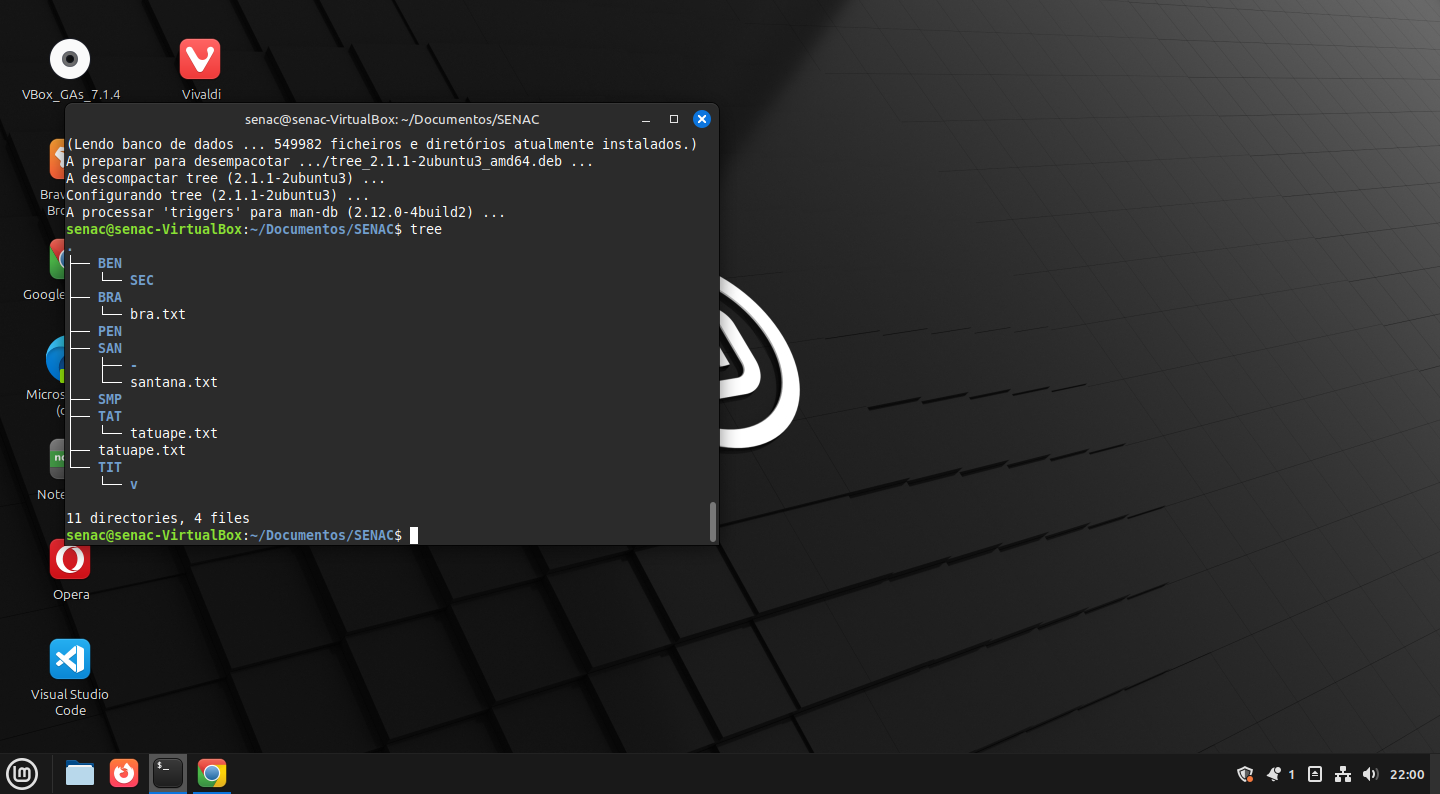 VBox_GAs_7.1.4
Vivaldi
senac@senac-VirtualBox: ~/Documentos/SENAC
(Lendo banco de dados ... 549982 ficheiros e diretórios atualmente instalados.)
A preparar para desempacotar .../tree_2.1.1-2ubuntu3_amd64.deb ...
A descompactar tree (2.1.1-2ubuntu3) ...
Configurando tree (2.1.1-2ubuntu3) ...
A processar 'triggers' para man-db (2.12.0-4build2) ...
senac@senac-VirtualBox:~/Documentos/SENAC$ tree
.
├── BEN
│   └── SEC
├── BRA
│   └── bra.txt
├── PEN
├── SAN
│   ├── -
│   └── santana.txt
├── SMP
├── TAT
│   └── tatuape.txt
├── tatuape.txt
└── TIT
    └── v
11 directories, 4 files
senac@senac-VirtualBox:~/Documentos/SENAC$
Brav
Bro
Google
Micros
(c
Note
Opera
Visual Studio
Code
lm
$_
1
22:00